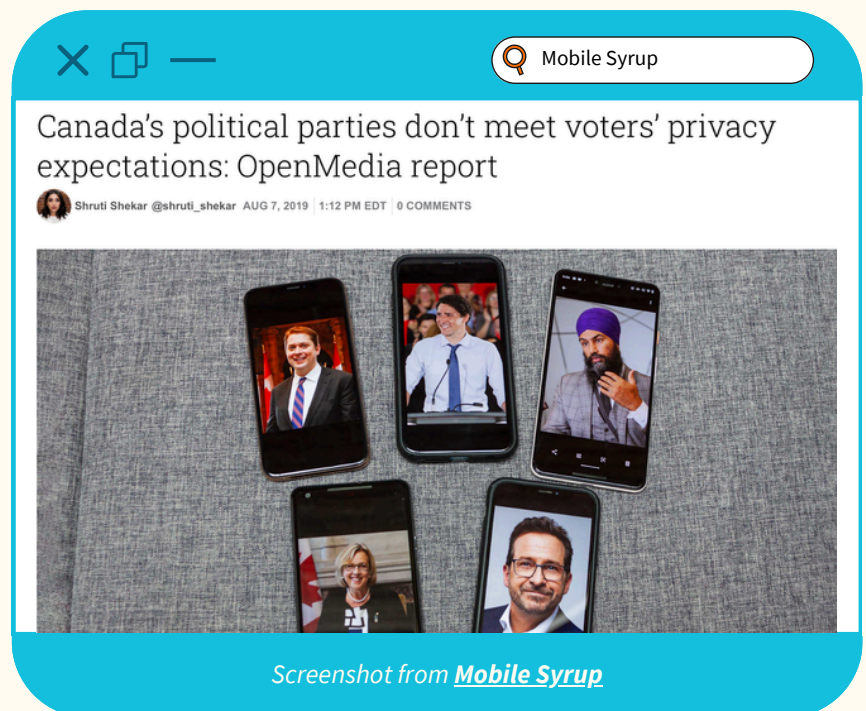 Mobile Syrup
Canada's political parties don't meet voters' privacy
expectations: OpenMedia report
Shruti Shekar @shruti_shekar AUG 7, 2019 1:12 PM EDT 0 COMMENTS
Screenshot from Mobile Syrup